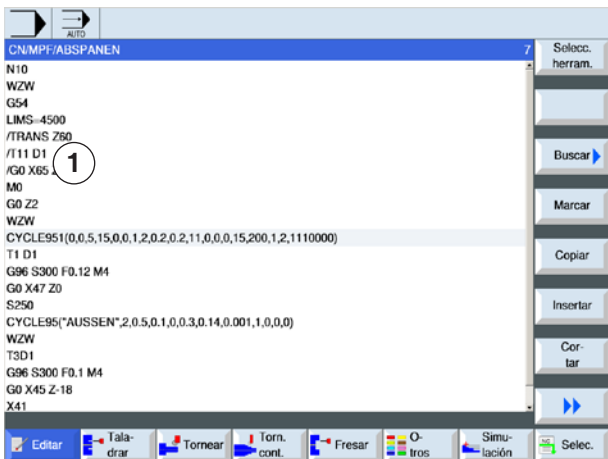 AUTO
CN/MPF/ABSPANEN 7
N10
WZW
G54
LIMS=4500
/TRANS Z60
/T11 D1
/G0 X65
1
M0
G0 Z2
WZW
CYCLE951(0,0,5,15,0,0,1,2,0.2,0.2,11,0,0,0,15,200,1,2,1110000)
T1 D1
G96 S300 F0.12 M4
G0 X47 Z0
S250
CYCLE95("AUSSEN",2,0.5,0.1,0,0.3,0.14,0.001,1,0,0,0)
WZW
T3D1
G96 S300 F0.1 M4
G0 X45 Z-18
X41
Selecc.
herram.
Buscar
Marcar
Copiar
Insertar
Cor-
tar
Editar
Tala-
drar
Tornear
Torn.
cont.
Fresar
O-
tros
Simu-
lación
NC
Selec.